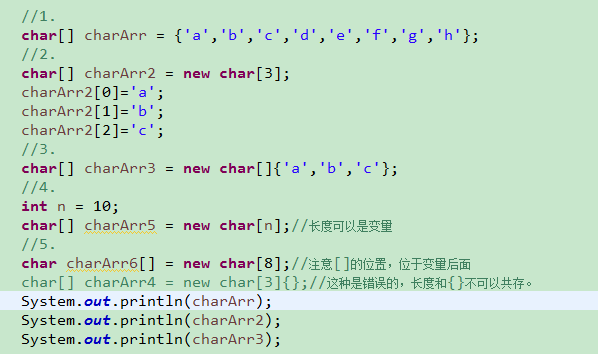 //1.
char[] charArr = {'a','b','c','d','e','f','g','h'};
//2.
char[] charArr2 = new char[3];
charArr2[0]='a';
charArr2[1]='b';
charArr2[2]='c';
//3.
char[] charArr3 = new char[]{'a','b','c'};
//4.
int n = 10;
char[] charArr5 = new char[n];//长度可以是变量
//5.
char charArr6[] = new char[8];//注意[]的位置，位于变量后面
char[] charArr4 = new char[3]{};//这种是错误的，长度和{}不可以共存。
System.out.println(charArr);
System.out.println(charArr2);
System.out.println(charArr3);